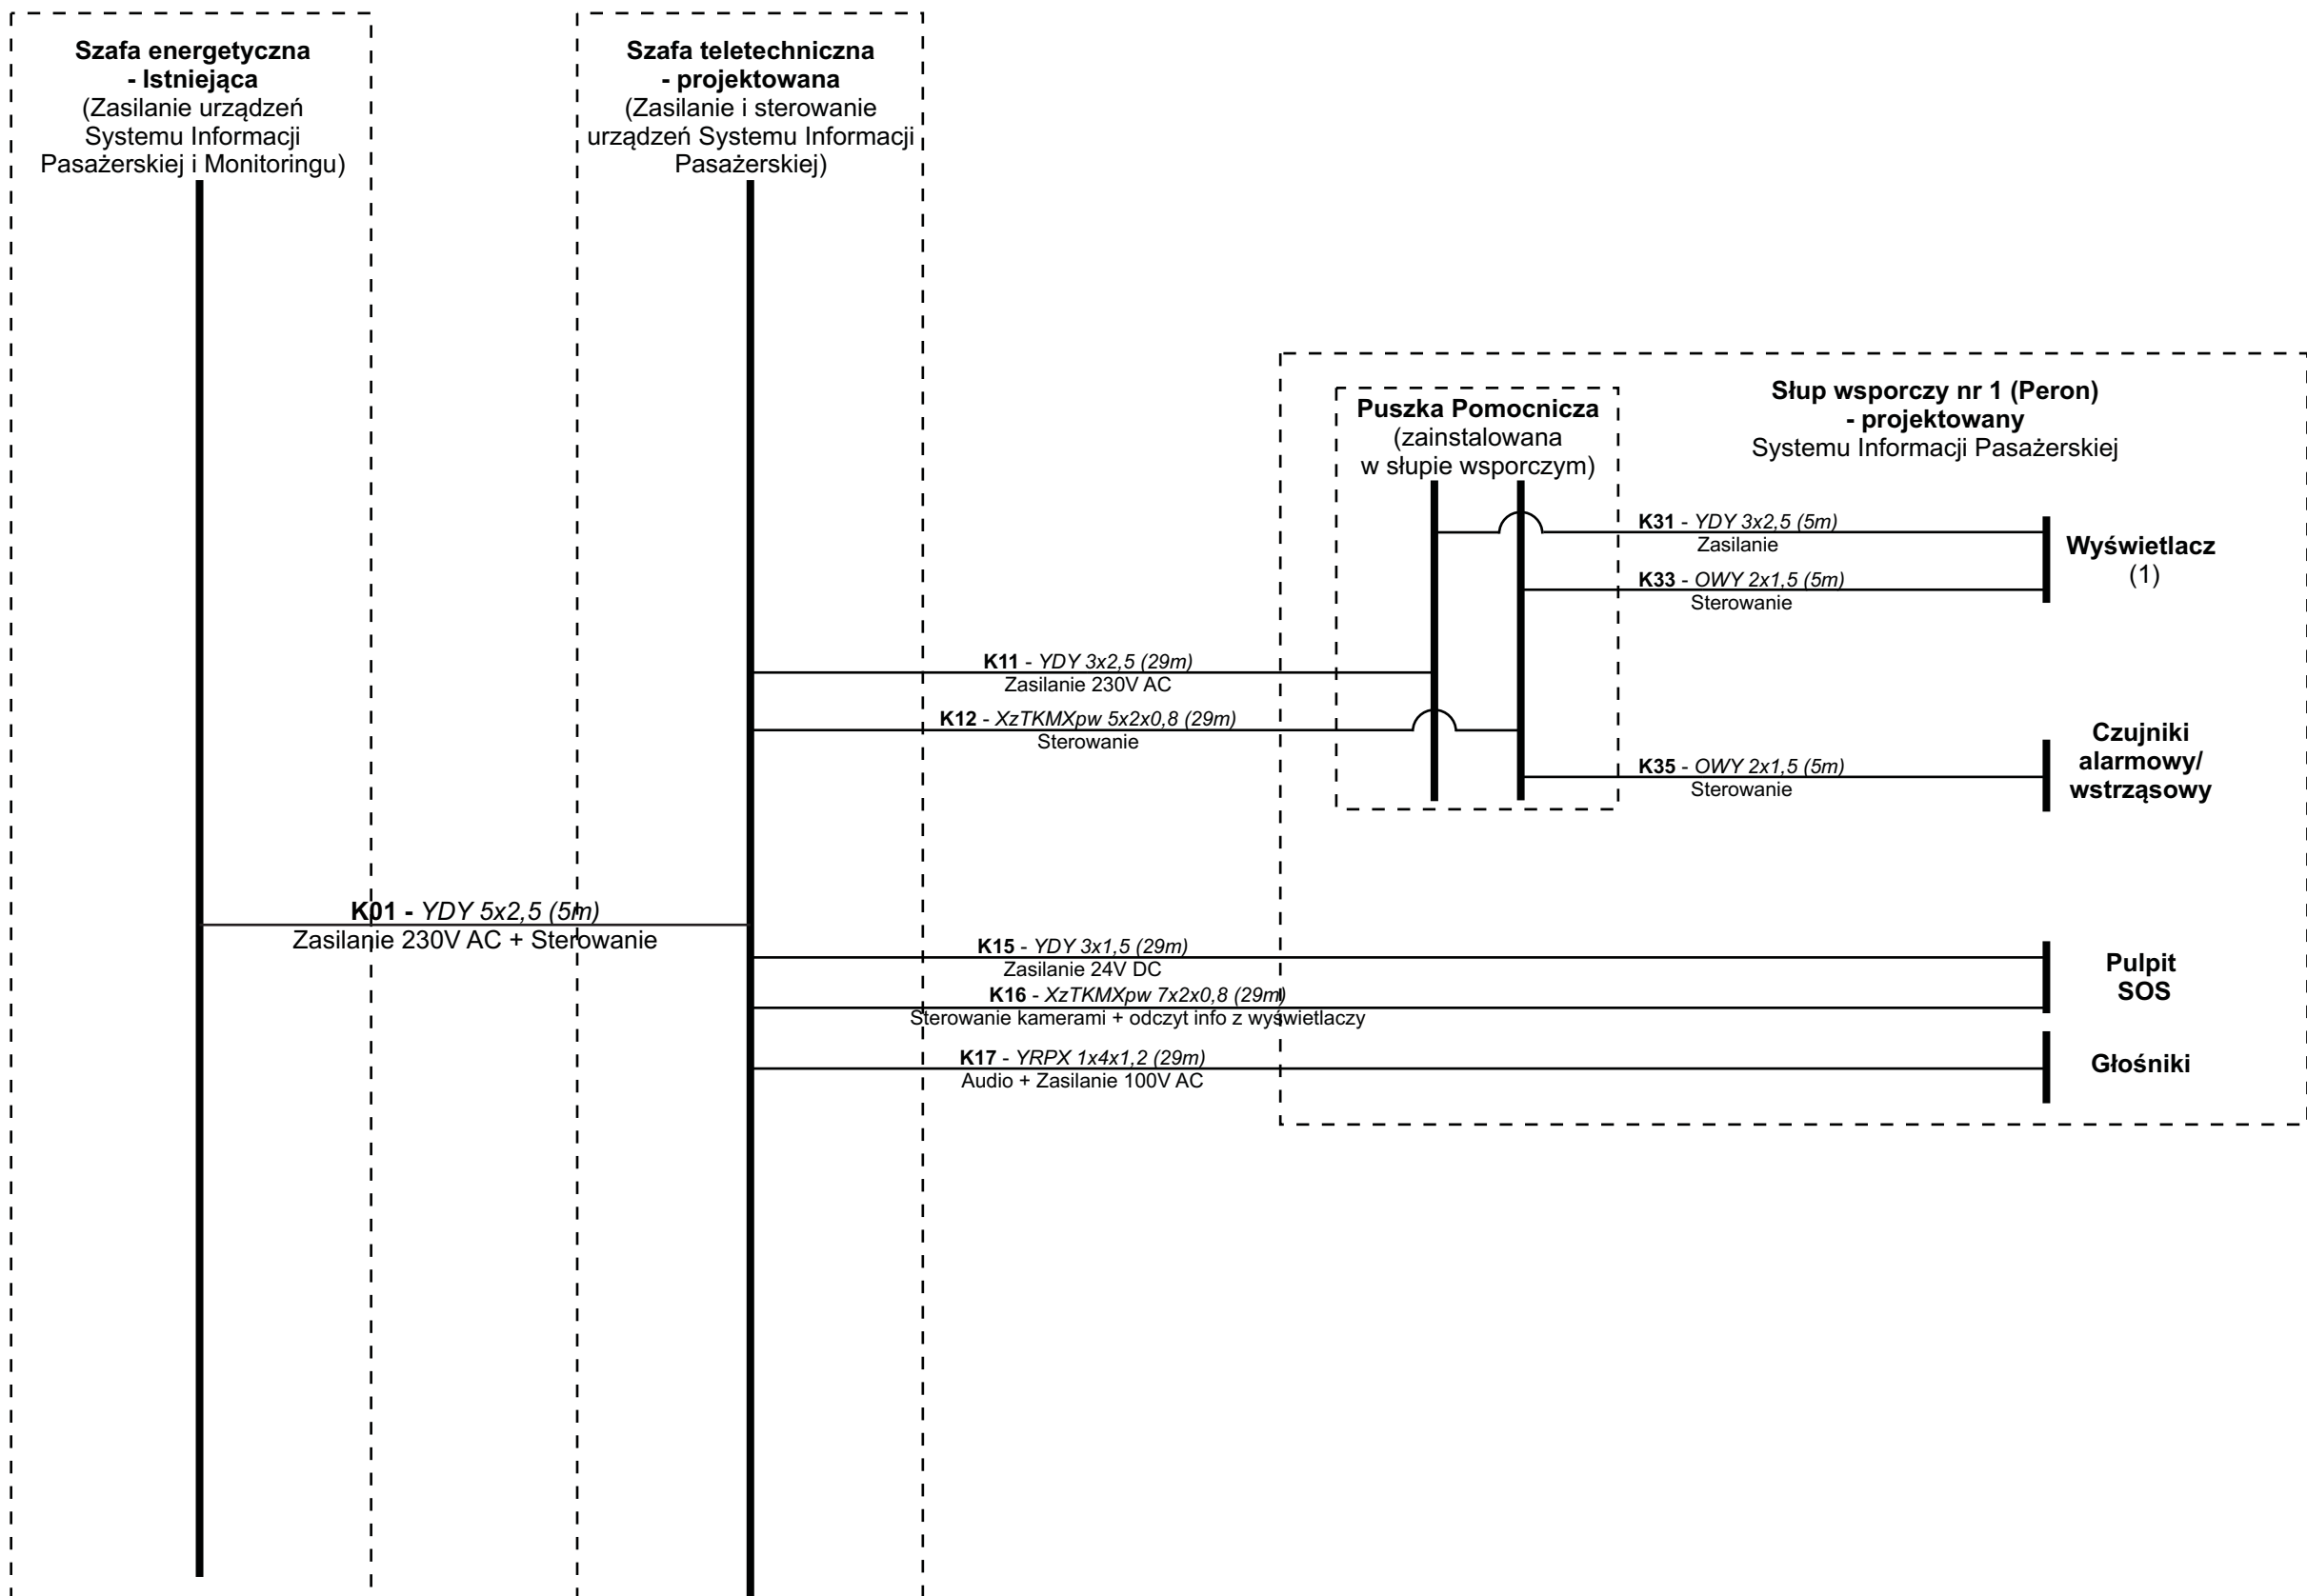 Szafa energetyczna
- Istniejąca
(Zasilanie urządzeń
Systemu Informacji
Pasażerskiej i Monitoringu)
Szafa teletechniczna
- projektowana
(Zasilanie i sterowanie
urządzeń Systemu Informacji
Pasażerskiej)
Puszka Pomocnicza
(zainstalowana
w słupie wsporczym)
Słup wsporczy nr 1 (Peron)
- projektowany
Systemu Informacji Pasażerskiej
K31 - YDY 3x2,5 (5m)
Zasilanie
K33 - OWY 2x1,5 (5m)
Sterowanie
Wyświetlacz
(1)
K11 - YDY 3x2,5 (29m)
Zasilanie 230V AC
K12 - XzTKMXpw 5x2x0,8 (29m)
Sterowanie
K35 - OWY 2x1,5 (5m)
Sterowanie
Czujniki
alarmowy/
wstrząsowy
K01 - YDY 5x2,5 (5m)
Zasilanie 230V AC + Sterowanie
K15 - YDY 3x1,5 (29m)
Zasilanie 24V DC
K16 - XzTKMXpw 7x2x0,8 (29m)
Sterowanie kamerami + odczyt info z wyświetlaczy
Pulpit
SOS
K17 - YRPX 1x4x1,2 (29m)
Audio + Zasilanie 100V AC
Głośniki